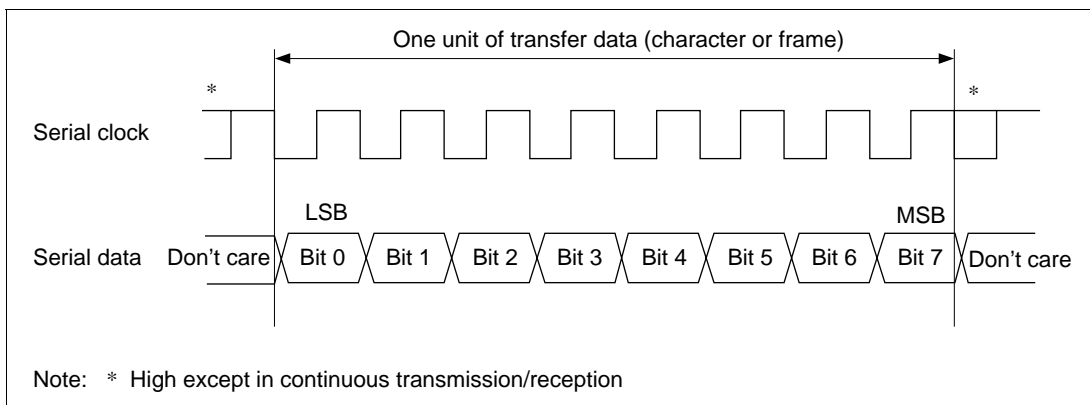 One unit of transfer data (character or frame)
* *
Serial clock
LSB MSB
Serial data Don't care Bit 0 Bit 1 Bit 2 Bit 3 Bit 4 Bit 5 Bit 6 Bit 7 Don't care
Note: * High except in continuous transmission/reception